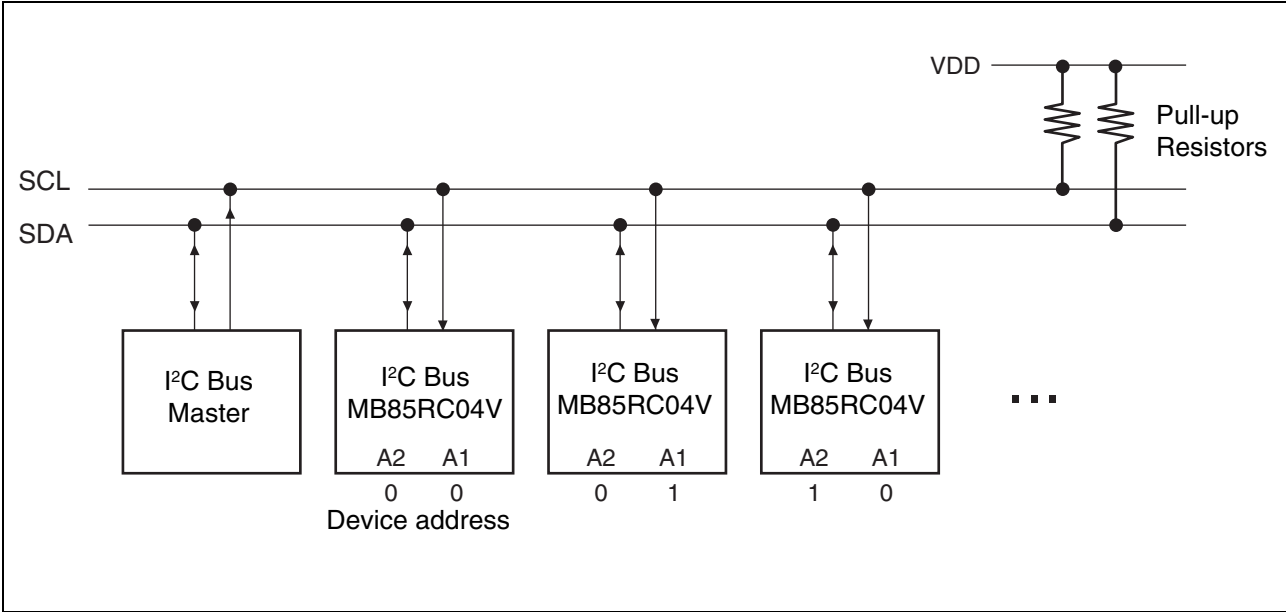 VDD
Pull-up
Resistors
SCL
SDA
I²C Bus
Master
I²C Bus
MB85RC04V
A2 A1
0 0
Device address
I²C Bus
MB85RC04V
A2 A1
0 1
I²C Bus
MB85RC04V
A2 A1
1 0
...